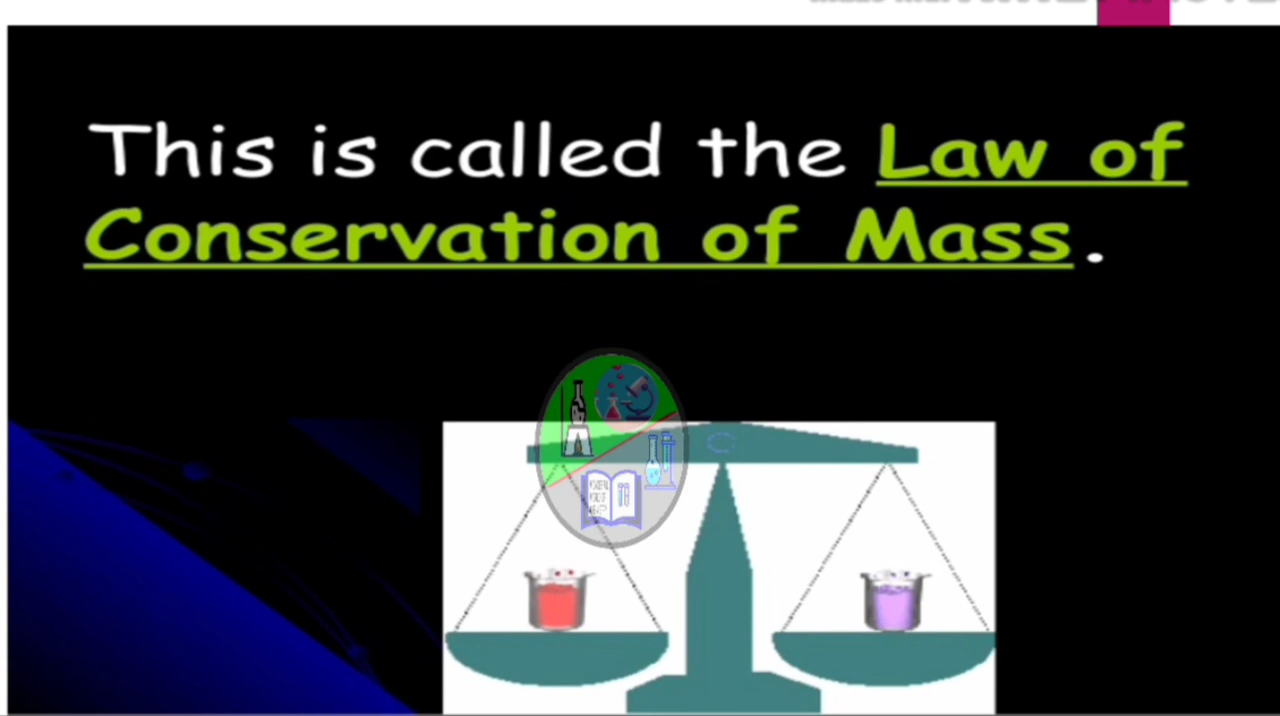 This is called the Law of
Conservation of Mass.